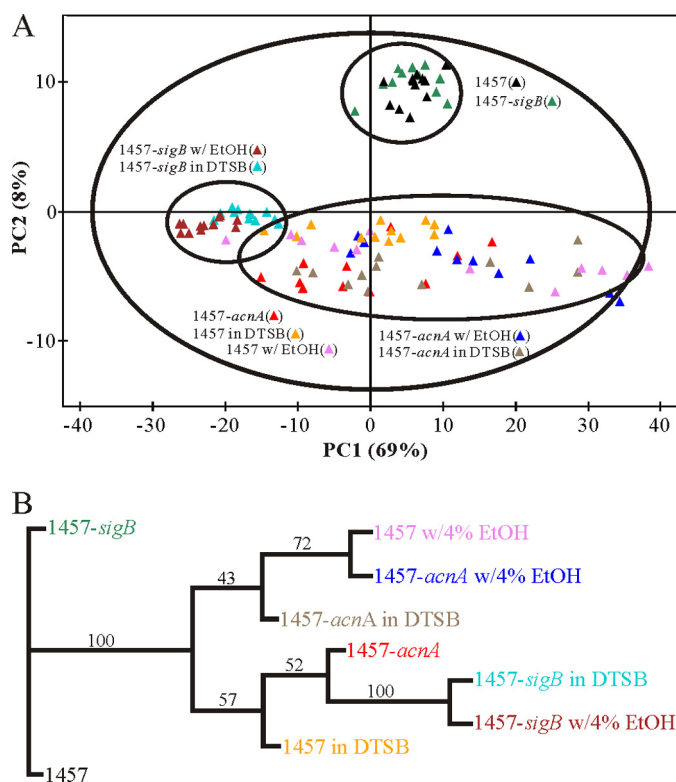 A
1457(▲)
1457-sigB(▲)
1457-sigB w/ EtOH(▲)
1457-sigB in DTSB(▲)
PC2 (8%)
10
0
-10
1457-acnA(▲)
1457 in DTSB(▲)
1457 w/ EtOH(▲)
1457-acnA w/ EtOH(▲)
1457-acnA in DTSB(▲)
-40 -30 -20 -10 0 10 20 30 40
PC1 (69%)
B
1457-sigB
1457 w/4% EtOH
72
1457-acnA w/4% EtOH
43
1457-acnA in DTSB
100
1457-acnA
52
1457-sigB in DTSB
100
57
1457-sigB w/4% EtOH
1457 in DTSB
1457